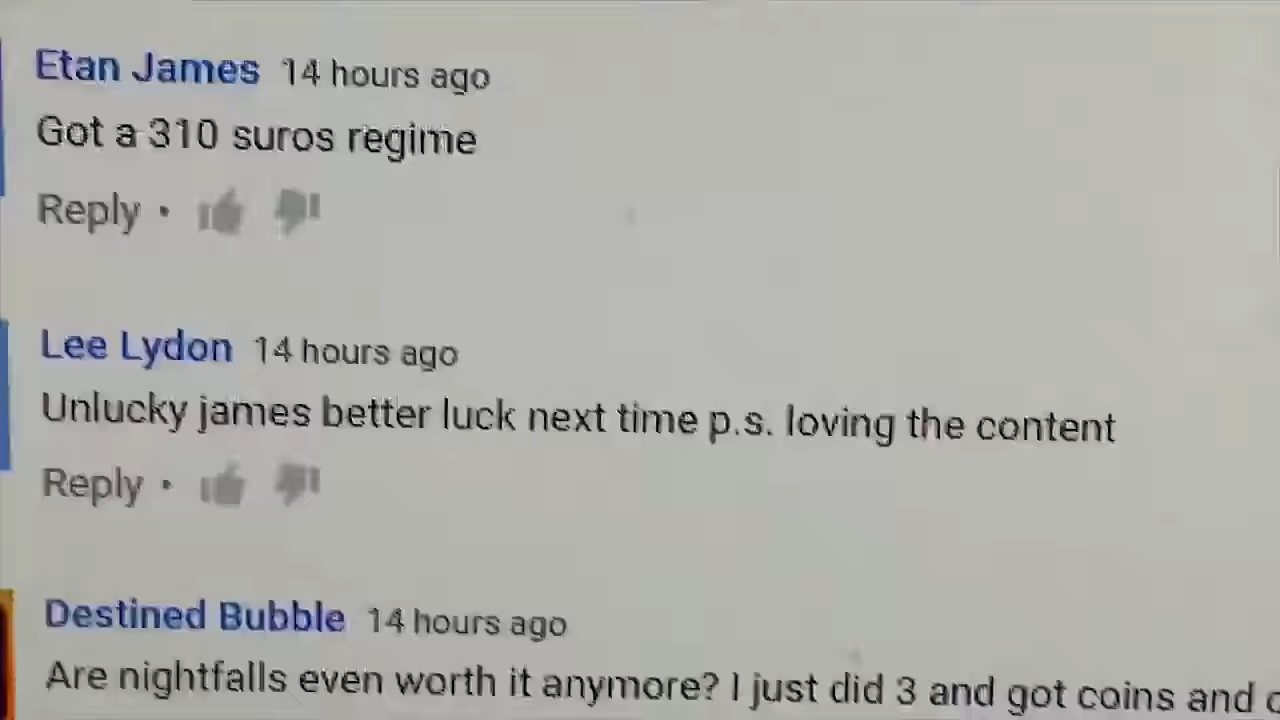 Etan James 14 hours ago
Got a 310 suros regime
Reply •
Lee Lydon 14 hours ago
Unlucky james better luck next time p.s. loving the content
Reply •
Destined Bubble 14 hours ago
Are nightfalls even worth it anymore? I just did 3 and got coins and